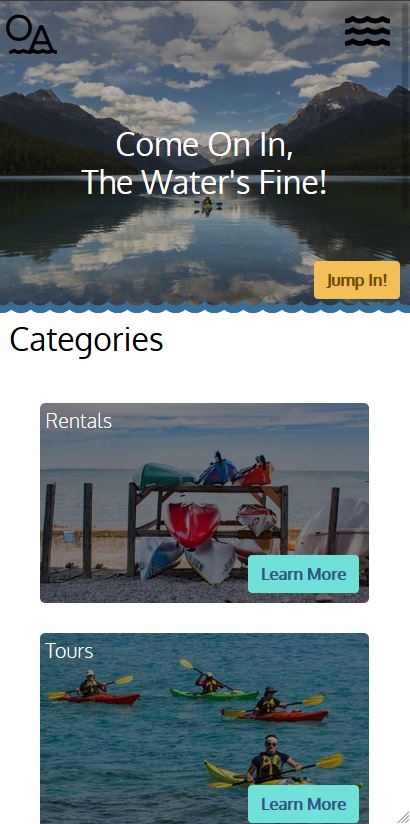 OA
Come On In,
The Water's Fine!
Jump In!
Categories
Rentals
Learn More
Tours
Learn More